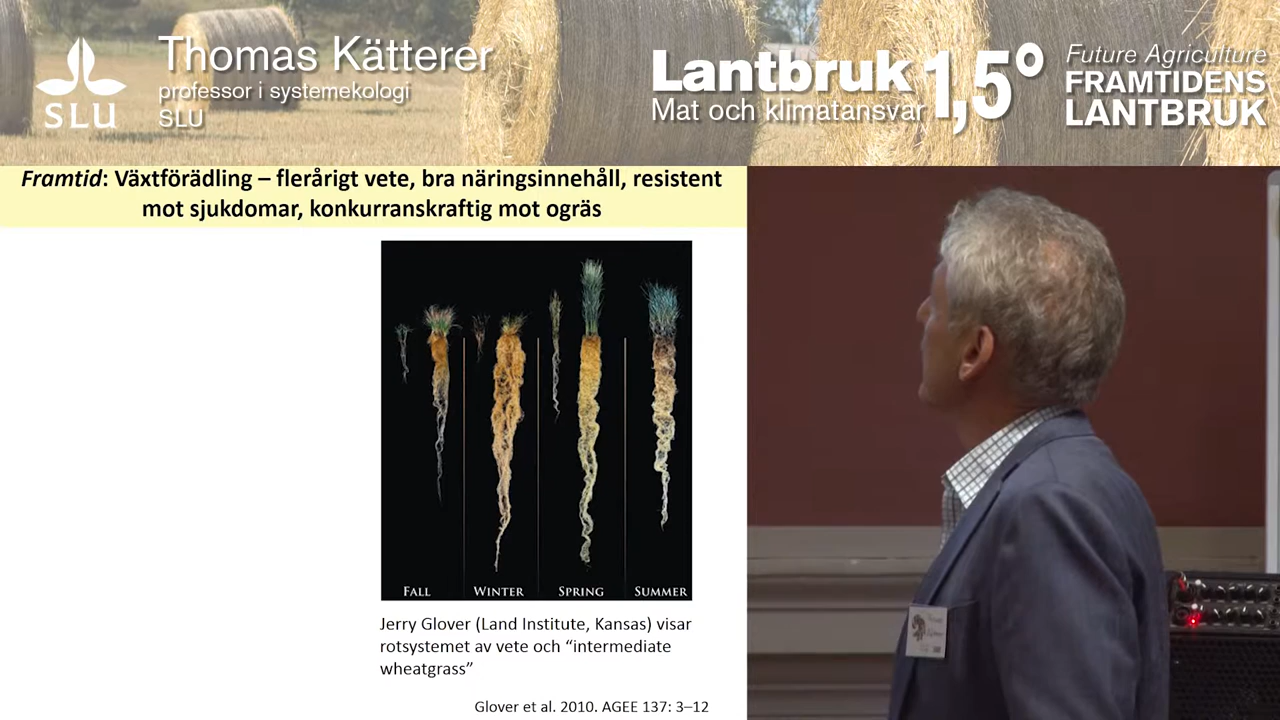 SLU
Thomas Kätterer
professor i systemekologi
SLU
Lantbruk 1,5°
Mat och klimatansvar
Future Agriculture
FRAMTIDENS
LANTBRUK
Framtid: Växtförädling – flerårigt vete, bra näringsinnehåll, resistent
mot sjukdomar, konkurranskraftig mot ogräs
FALL WINTER SPRING SUMMER
Jerry Glover (Land Institute, Kansas) visar
rotsystemet av vete och “intermediate
wheatgrass”
Glover et al. 2010. AGEE 137: 3–12